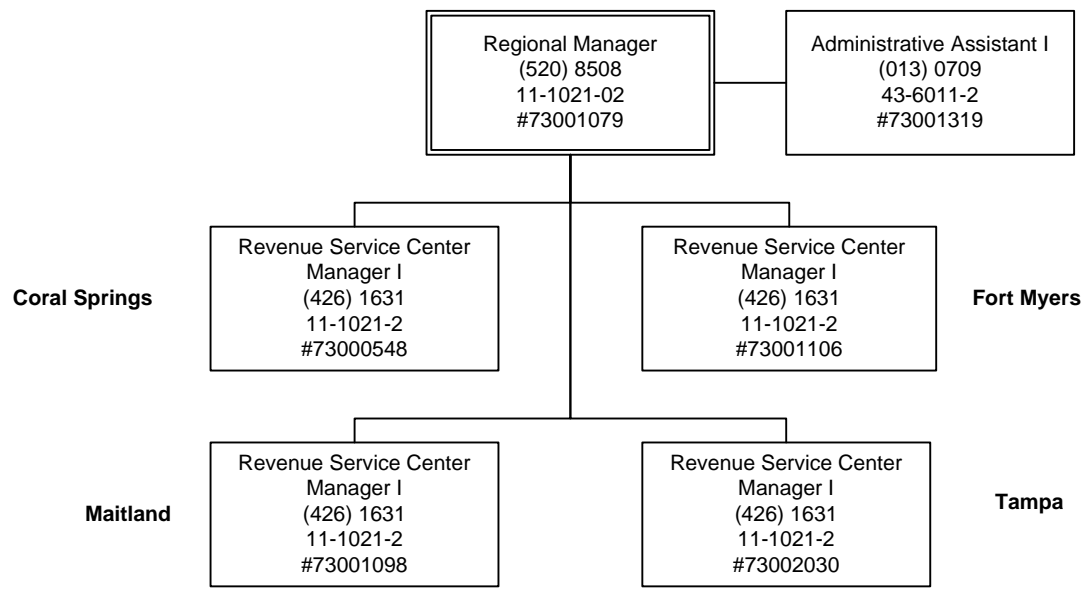 Regional Manager
(520) 8508
11-1021-02
#73001079
Administrative Assistant I
(013) 0709
43-6011-2
#73001319
Coral Springs
Revenue Service Center
Manager I
(426) 1631
11-1021-2
#73000548
Revenue Service Center
Manager I
(426) 1631
11-1021-2
#73001106
Fort Myers
Maitland
Revenue Service Center
Manager I
(426) 1631
11-1021-2
#73001098
Revenue Service Center
Manager I
(426) 1631
11-1021-2
#73002030
Tampa